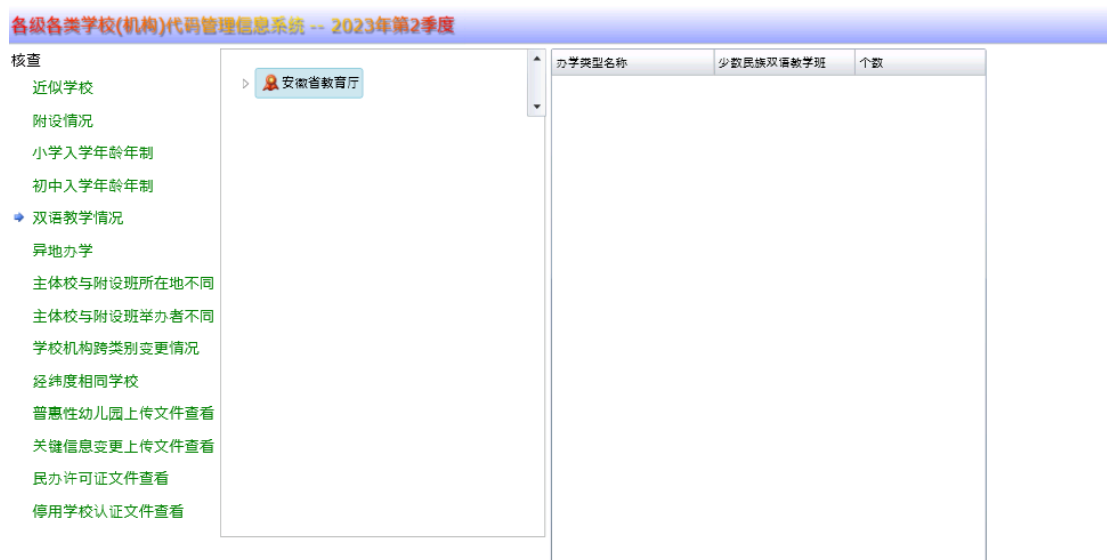 各级各类学校(机构)代码管理信息系统 -- 2023年第2季度
核查
近似学校
附设情况
小学入学年龄年制
初中入学年龄年制
双语教学情况
异地办学
主体校与附设班所在地不同
主体校与附设班举办者不同
学校机构跨类别变更情况
经纬度相同学校
普惠性幼儿园上传文件查看
关键信息变更上传文件查看
民办许可证文件查看
停用学校认证文件查看
安徽省教育厅
办学类型名称 少数民族双语教学班 个数